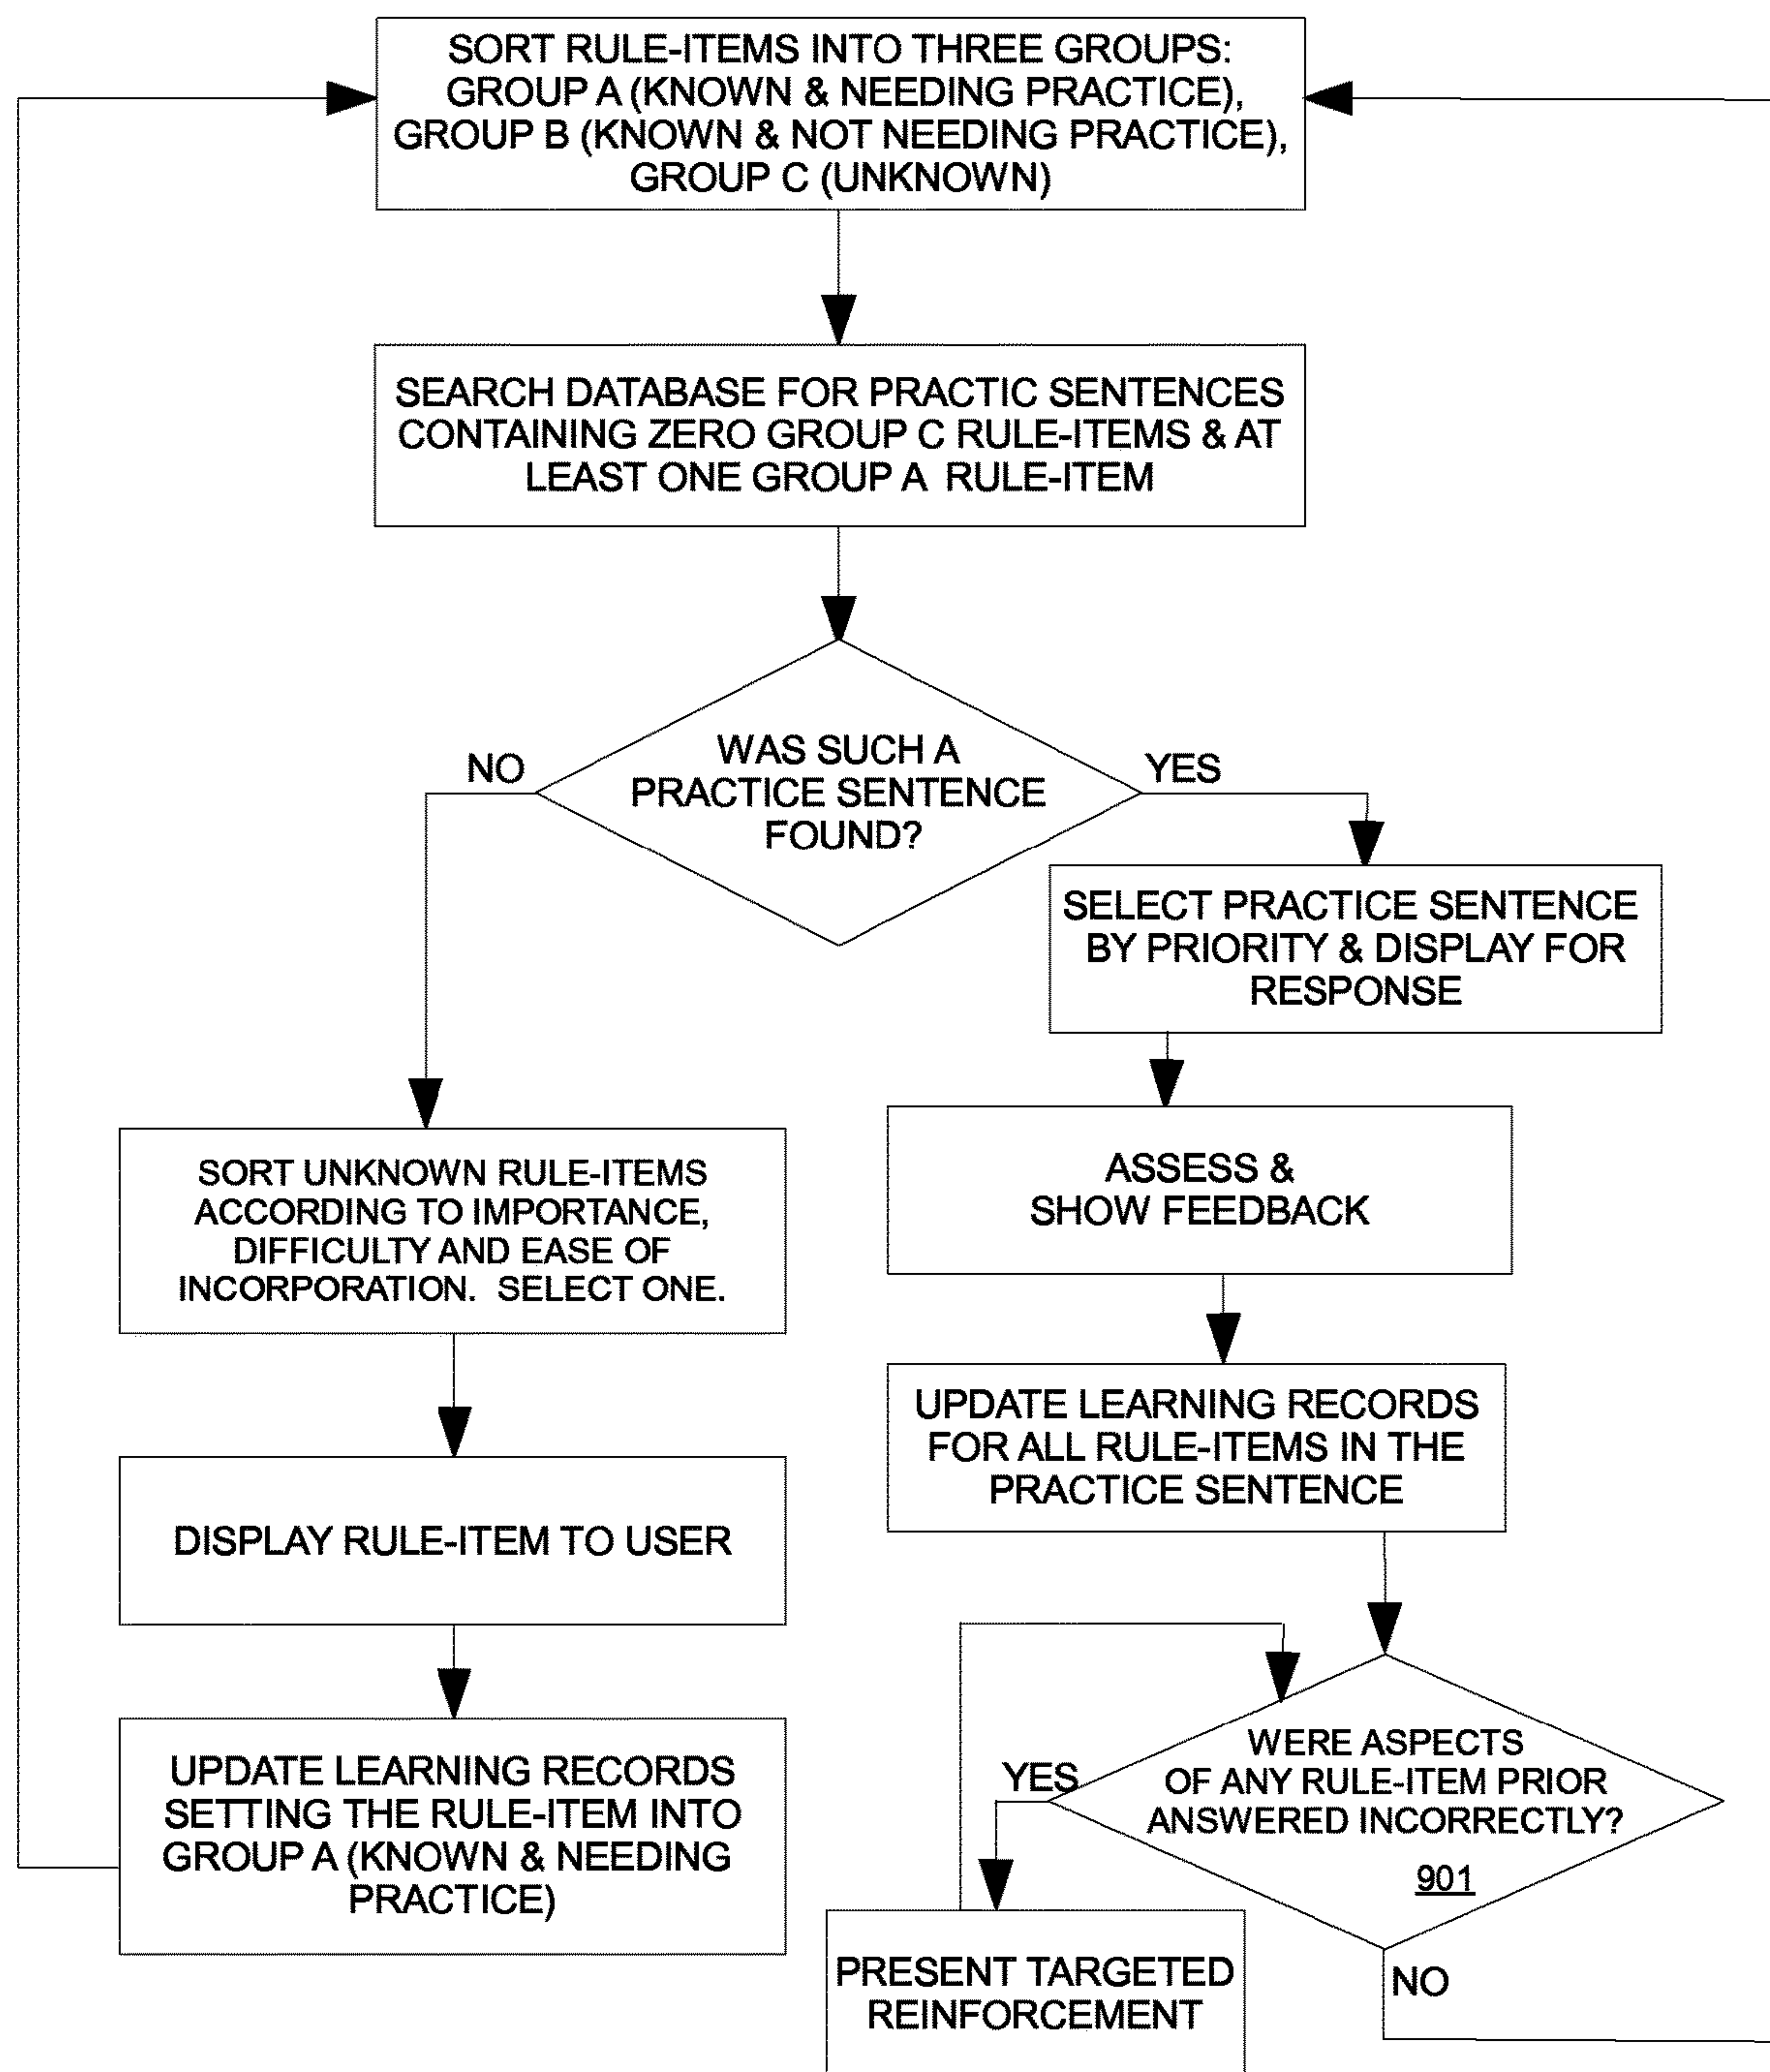 SORT RULE-ITEMS INTO THREE GROUPS:
GROUP A (KNOWN & NEEDING PRACTICE),
GROUP B (KNOWN & NOT NEEDING PRACTICE),
GROUP C (UNKNOWN)
SEARCH DATABASE FOR PRACTIC SENTENCES
CONTAINING ZERO GROUP C RULE-ITEMS & AT
LEAST ONE GROUP A RULE-ITEM
WAS SUCH A
PRACTICE SENTENCE
FOUND?
NO
YES
SELECT PRACTICE SENTENCE
BY PRIORITY & DISPLAY FOR
RESPONSE
ASSESS &
SHOW FEEDBACK
UPDATE LEARNING RECORDS
FOR ALL RULE-ITEMS IN THE
PRACTICE SENTENCE
WERE ASPECTS
OF ANY RULE-ITEM PRIOR
ANSWERED INCORRECTLY?
901
YES
NO
PRESENT TARGETED
REINFORCEMENT
SORT UNKNOWN RULE-ITEMS
ACCORDING TO IMPORTANCE,
DIFFICULTY AND EASE OF
INCORPORATION. SELECT ONE.
DISPLAY RULE-ITEM TO USER
UPDATE LEARNING RECORDS
SETTING THE RULE-ITEM INTO
GROUP A (KNOWN & NEEDING
PRACTICE)